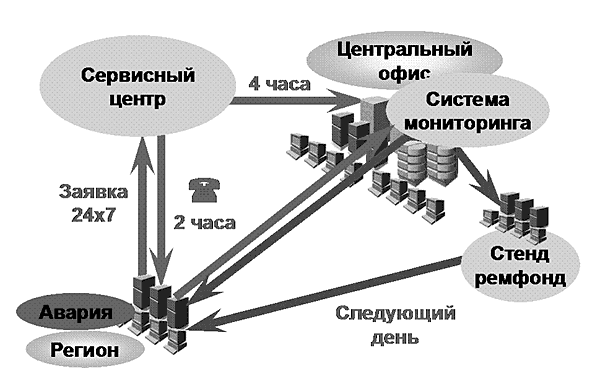 Центральный
офис
Сервисный
центр
4 часа
Система
мониторинга
Заявка
24x7
2 часа
Стенд
ремфонд
Авария
Регион
Следующий
день